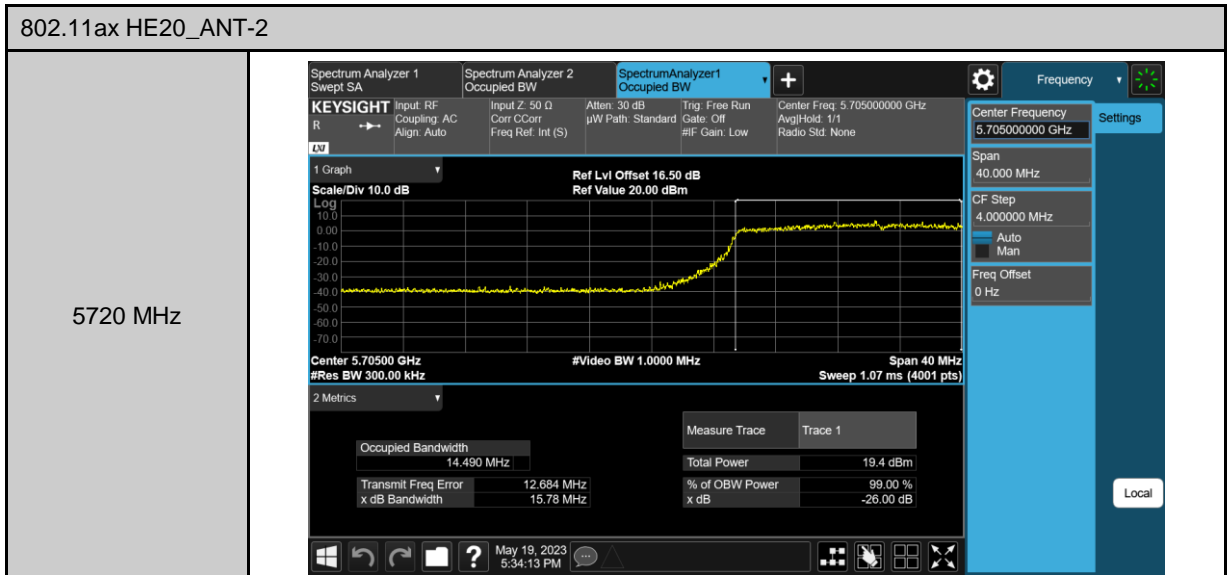 802.11ax HE20_ANT-2
5720 MHz
Spectrum Analyzer 1
Swept SA
Spectrum Analyzer 2
Occupied BW
SpectrumAnalyzer1
Occupied BW
Frequency
KEYSIGHT
R
LXI
Input: RF
Coupling: AC
Align: Auto
Input Z: 50 Ω
Corr CCorr
Freq Ref: Int (S)
Atten: 30 dB
µW Path: Standard
Trig: Free Run
Gate: Off
#IF Gain: Low
Center Freq: 5.705000000 GHz
Avg|Hold: 1/1
Radio Std: None
Center Frequency
5.705000000 GHz
Settings
Span
40.000 MHz
CF Step
4.000000 MHz
Auto
Man
Freq Offset
0 Hz
Local
1 Graph
Scale/Div 10.0 dB
Ref Lvl Offset 16.50 dB
Ref Value 20.00 dBm
Log
10.0
0.00
-10.0
-20.0
-30.0
-40.0
-50.0
-60.0
-70.0
Center 5.70500 GHz
#Res BW 300.00 kHz
#Video BW 1.0000 MHz
Span 40 MHz
Sweep 1.07 ms (4001 pts)
2 Metrics
Occupied Bandwidth
14.490 MHz
Transmit Freq Error 12.684 MHz
x dB Bandwidth 15.78 MHz
Measure Trace Trace 1
Total Power 19.4 dBm
% of OBW Power 99.00 %
x dB -26.00 dB
May 19, 2023
5:34:13 PM